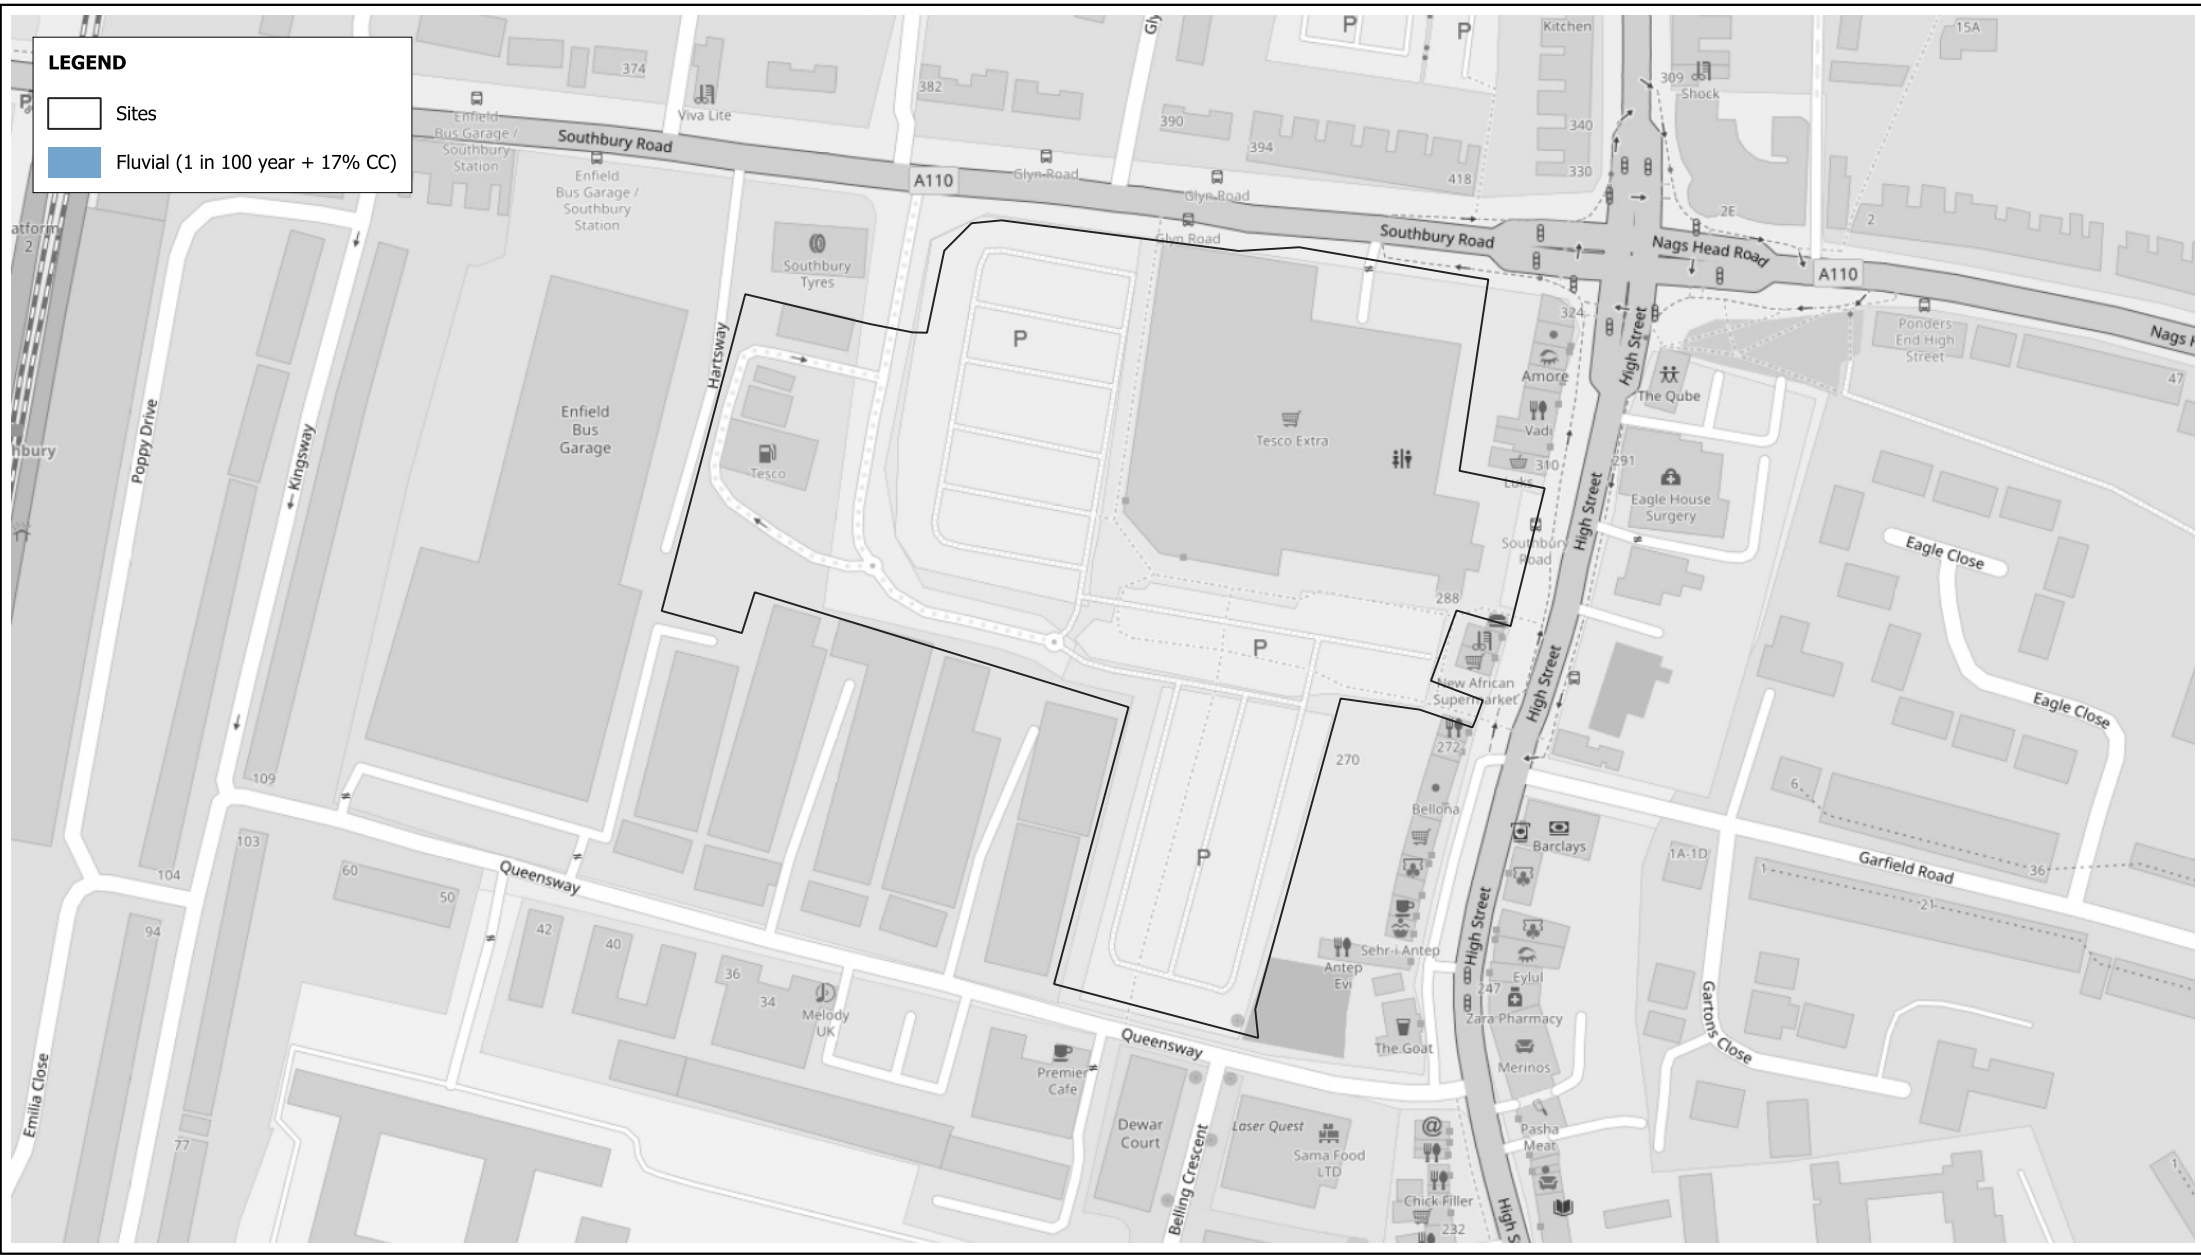 LEGEND
Sites
Fluvial (1 in 100 year + 17% CC)
Kitchen
15A
P
P
374
382
309
Shock
Viva Lite
Enfield
Bus Garage /
Southbury
Station
390
394
340
330
418
Southbury Road
A110
Glyn Road
Glyn Road
Glyn Road
Enfield
Bus Garage /
Southbury
Station
2E
2
Southbury Road
Nags Head Road
A110
2
Southbury
Tyres
Hartsway
P
324
Amore
Vadi
310
Luks
High Street
The Qube
Ponders
End High
Street
47
Poppy Drive
Kingsway
Enfield
Bus
Garage
Tesco
Tesco Extra
291
Eagle House
Surgery
High Street
Southbury
Road
Eagle Close
288
P
New African
Supermarket
High Street
Eagle Close
272
270
109
6
Bellona
Barclays
103
104
60
50
Queensway
P
1A-1D
1
Garfield Road
36
21
94
42
40
36
34
Melody
UK
Sehr-i Antep
Antep
Evi
High Street
Eylul
247
Zara Pharmacy
Gartons Close
The Goat
Merinos
Queensway
Premier
Cafe
Emilia Close
Dewar
Court
Belling Crescent
Laser Quest
Sama Food
LTD
@
Pasha
Meat
77
Chick Filler
232
1